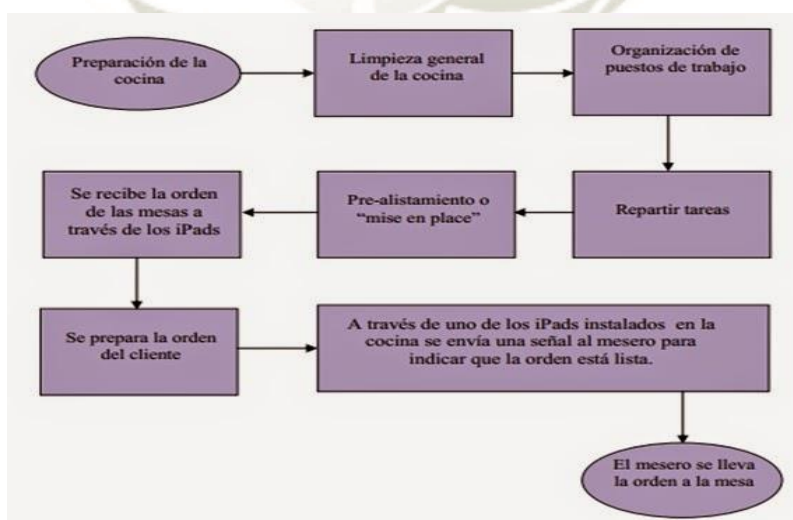 Preparación de la
cocina
Limpieza general
de la cocina
Organización de
puestos de trabajo
Repartir tareas
Pre-alistamiento o
“mise en place”
Se recibe la orden
de las mesas a
través de los iPads
Se prepara la orden
del cliente
A través de uno de los iPads instalados en la
cocina se envía una señal al mesero para
indicar que la orden está lista.
El mesero se lleva
la orden a la mesa